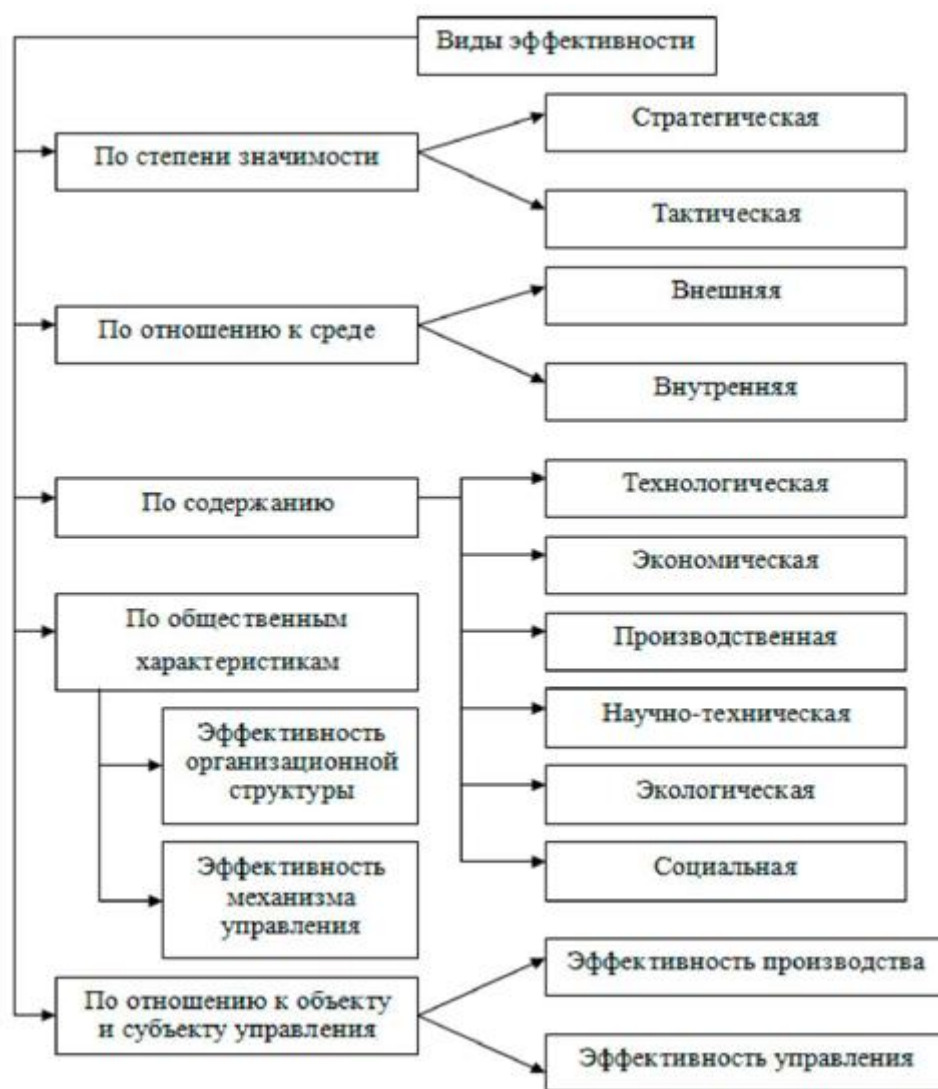 Виды эффективности
По степени значимости
Стратегическая
Тактическая
По отношению к среде
Внешняя
Внутренняя
По содержанию
Технологическая
Экономическая
Производственная
Научно-техническая
Экологическая
Социальная
По общественным
характеристикам
Эффективность
организационной
структуры
Эффективность
механизма
управления
По отношению к объекту
и субъекту управления
Эффективность производства
Эффективность управления